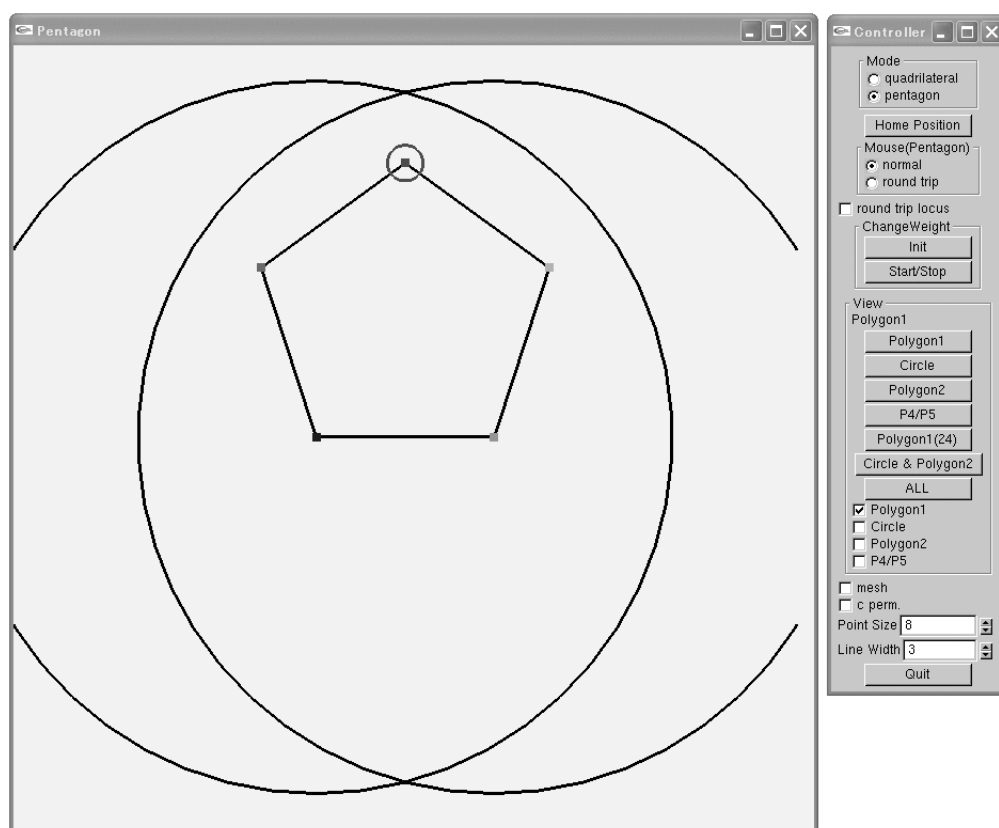 Pentagon
Controller
Mode
quadrilateral
pentagon
Home Position
Mouse(Pentagon)
normal
round trip
round trip locus
ChangeWeight
Init
Start/Stop
View
Polygon1
Polygon1
Circle
Polygon2
P4/P5
Polygon1(24)
Circle & Polygon2
ALL
Polygon1
Circle
Polygon2
P4/P5
mesh
c perm.
Point Size 8
Line Width 3
Quit